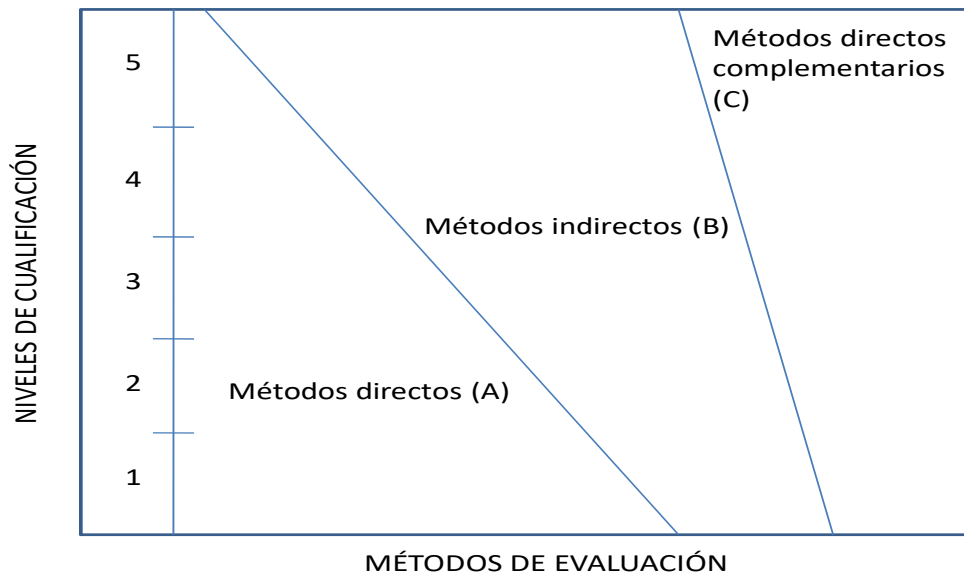 NIVELES DE CUALIFICACIÓN
5
4
3
2
1
Métodos directos
complementarios
(C)
Métodos indirectos (B)
Métodos directos (A)
MÉTODOS DE EVALUACIÓN